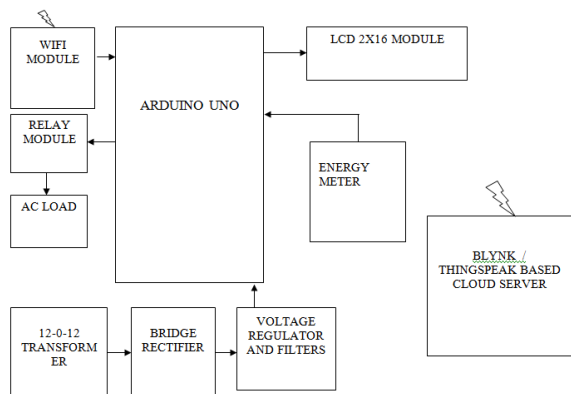 WIFI
MODULE
LCD 2X16 MODULE
ARDUINO UNO
RELAY
MODULE
ENERGY
METER
AC LOAD
BLYNK /
THINGSPEAK BASED
CLOUD SERVER
12-0-12
TRANSFORM
ER
BRIDGE
RECTIFIER
VOLTAGE
REGULATOR
AND FILTERS